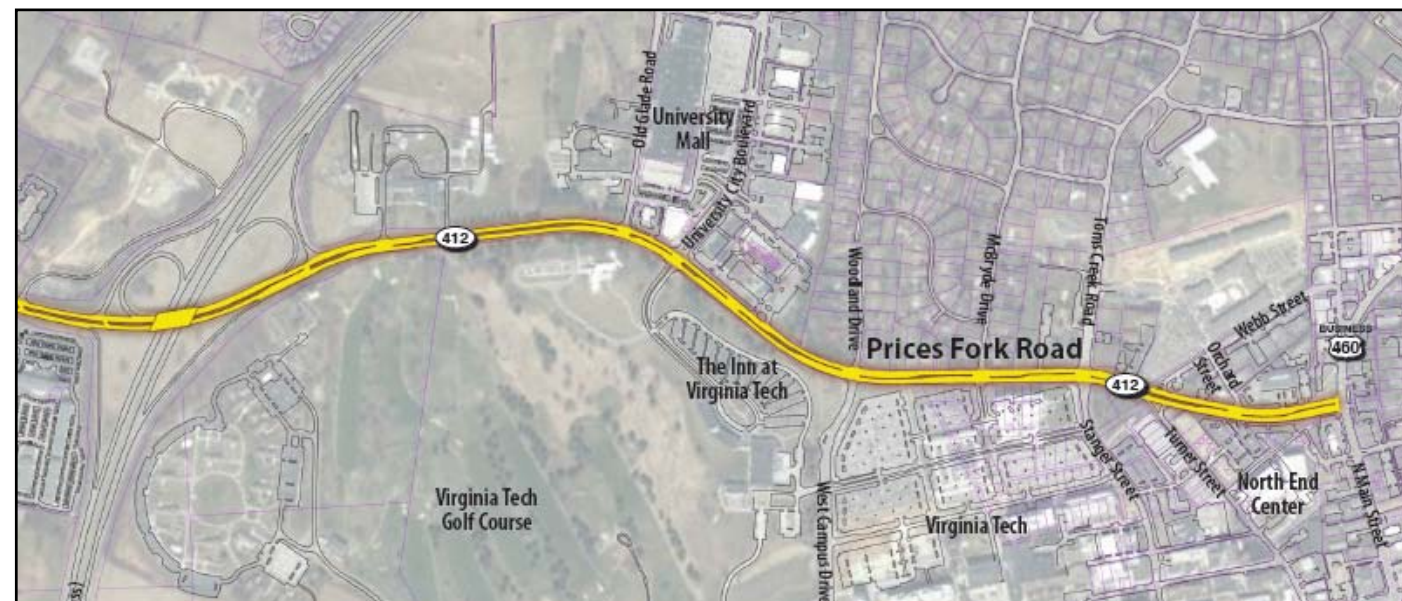 Old Glade Road
University
Mall
University City Boulevard
412
Woodland Drive
McBryde Drive
Toms Creek Road
Webb Street
Orchard
Street
BUSINESS
460
Prices Fork Road
412
The Inn at
Virginia Tech
Stanger Street
Turner Street
North End
Center
N Main Street
Virginia Tech
Golf Course
West Campus Drive
Virginia Tech
ss)